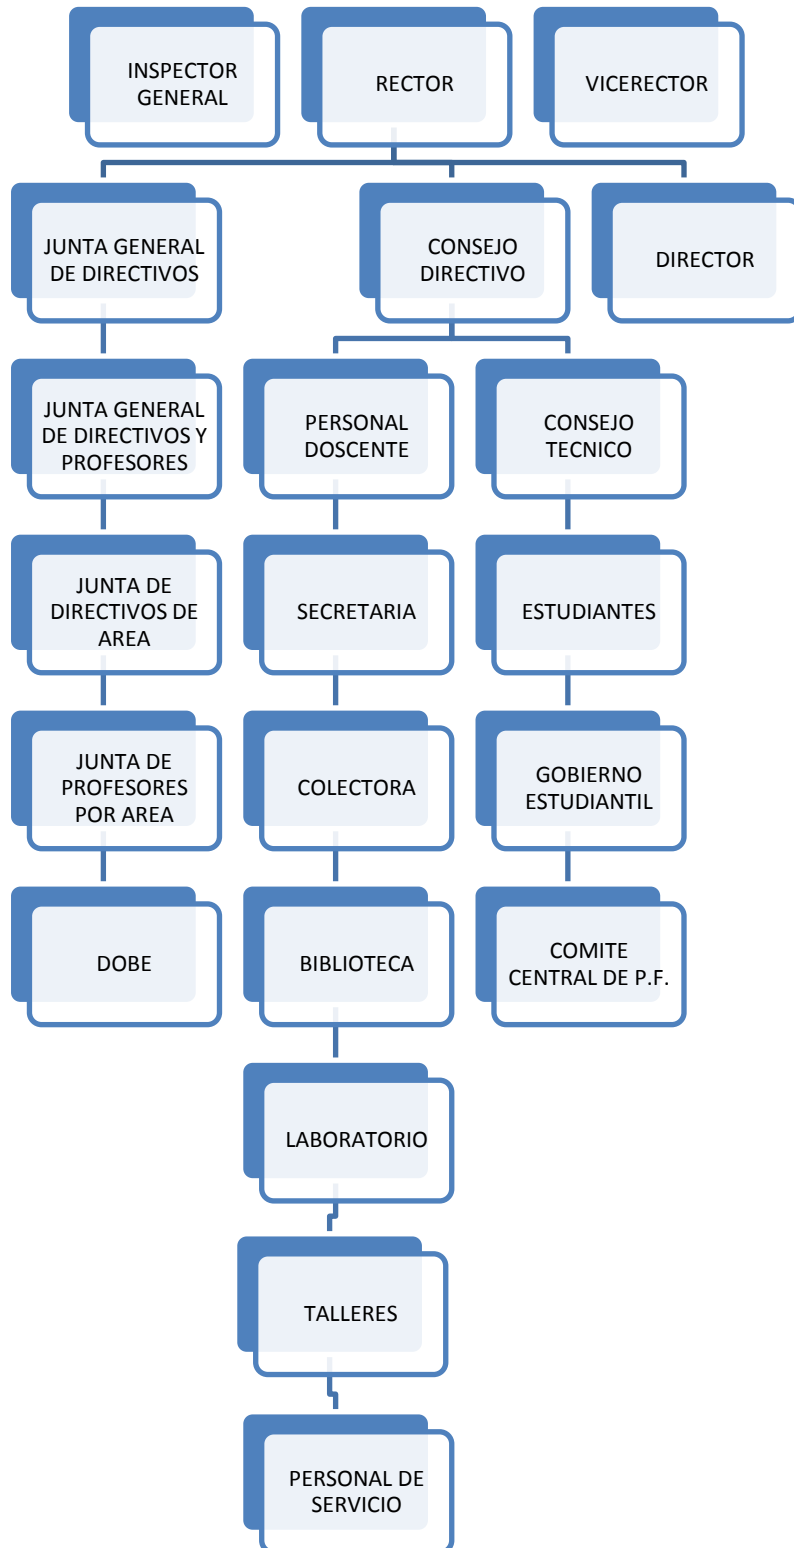 INSPECTOR
GENERAL
RECTOR
VICERECTOR
JUNTA GENERAL
DE DIRECTIVOS
CONSEJO
DIRECTIVO
DIRECTOR
JUNTA GENERAL
DE DIRECTIVOS Y
PROFESORES
PERSONAL
DOSCENTE
CONSEJO
TECNICO
JUNTA DE
DIRECTIVOS DE
AREA
SECRETARIA
ESTUDIANTES
JUNTA DE
PROFESORES
POR AREA
COLECTORA
GOBIERNO
ESTUDIANTIL
DOBE
BIBLIOTECA
COMITE
CENTRAL DE P.F.
LABORATORIO
TALLERES
PERSONAL DE
SERVICIO